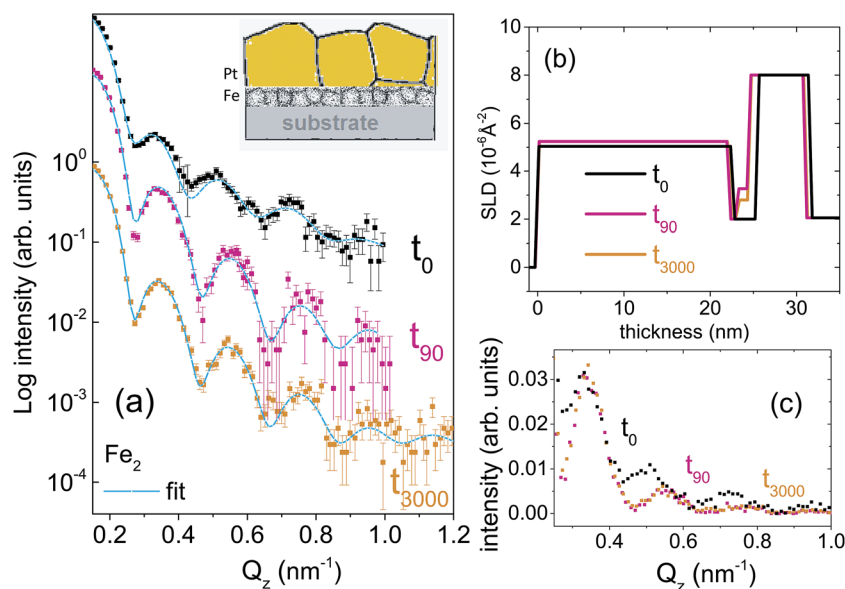 Pt
Fe
substrate
10⁰
10⁻¹
10⁻²
10⁻³
10⁻⁴
Log intensity (arb. units)
t₀
t₉₀
t₃₀₀₀
(a)
Fe₂
fit
0.2 0.4 0.6 0.8 1.0 1.2
Q_z (nm⁻¹)
(b)
10
8
6
4
2
0
SLD (10⁻⁶Å⁻²)
t₀
t₉₀
t₃₀₀₀
0 10 20 30
thickness (nm)
(c)
0.03
0.02
0.01
0.00
intensity (arb. units)
t₀
t₉₀
t₃₀₀₀
0.4 0.6 0.8 1.0
Q_z (nm⁻¹)